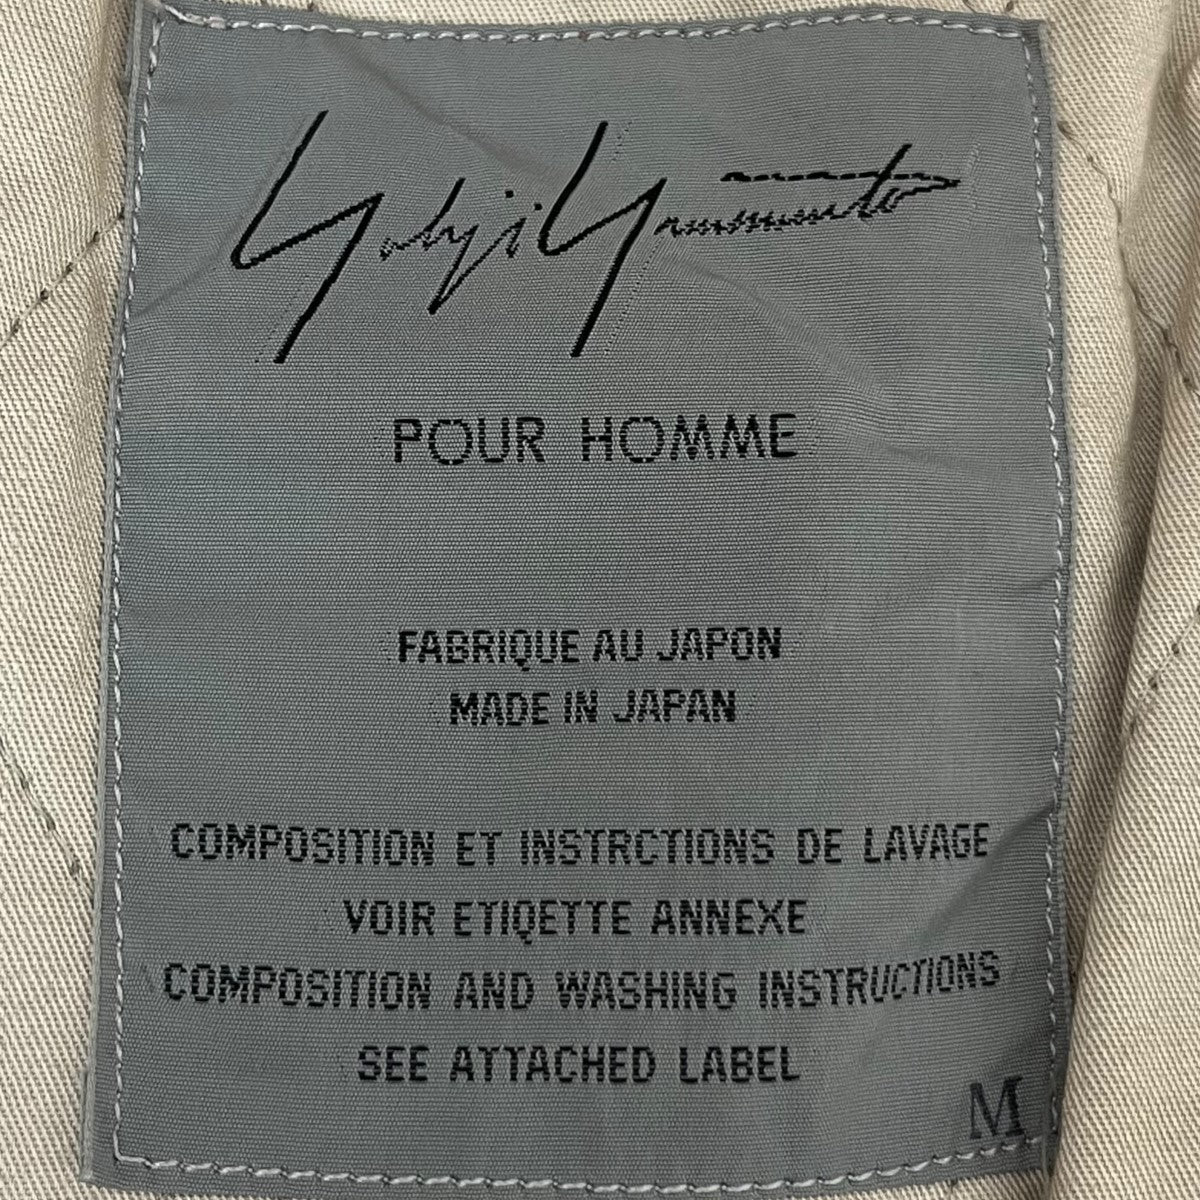 Yohji Yamamoto
POUR HOMME
FABRIQUE AU JAPON
MADE IN JAPAN
COMPOSITION ET INSTRCTIONS DE LAVAGE
VOIR ETIQETTE ANNEXE
COMPOSITION AND WASHING INSTRUCTIONS
SEE ATTACHED LABEL
M